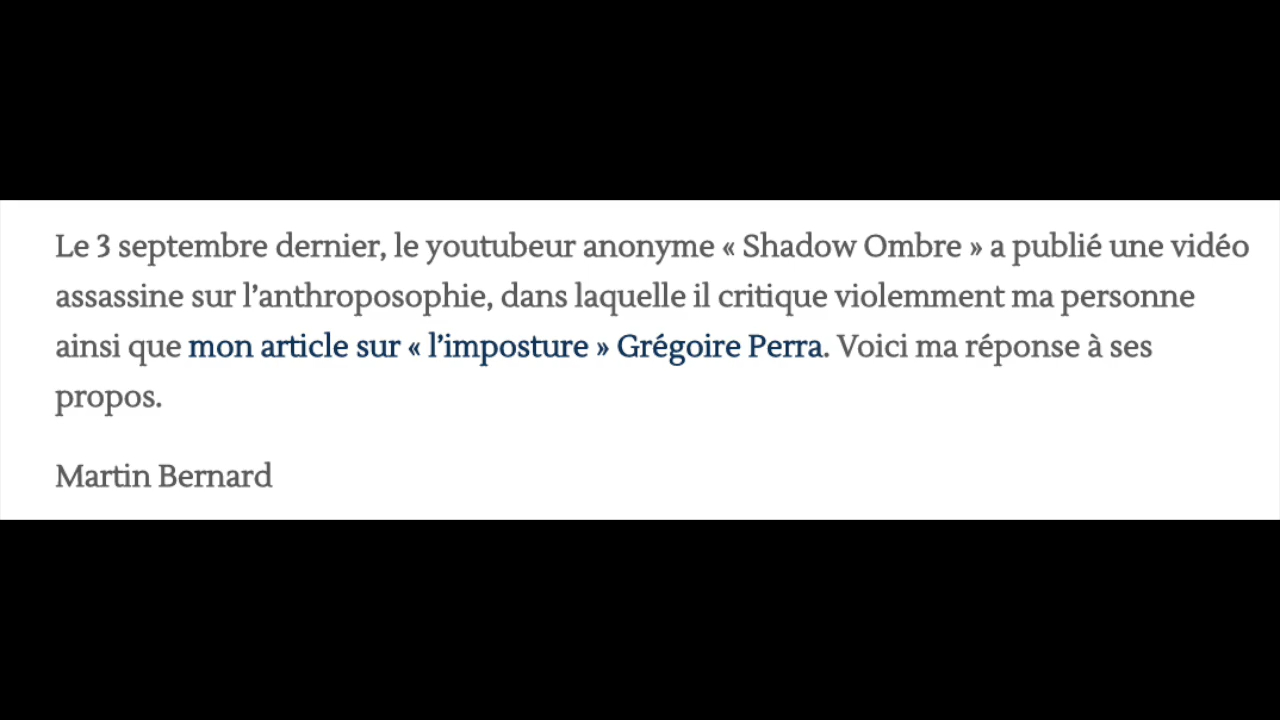 Le 3 septembre dernier, le youtubeur anonyme « Shadow Ombre » a publié une vidéo
assassine sur l’anthroposophie, dans laquelle il critique violemment ma personne
ainsi que mon article sur « l’imposture » Grégoire Perra. Voici ma réponse à ses
propos.
Martin Bernard